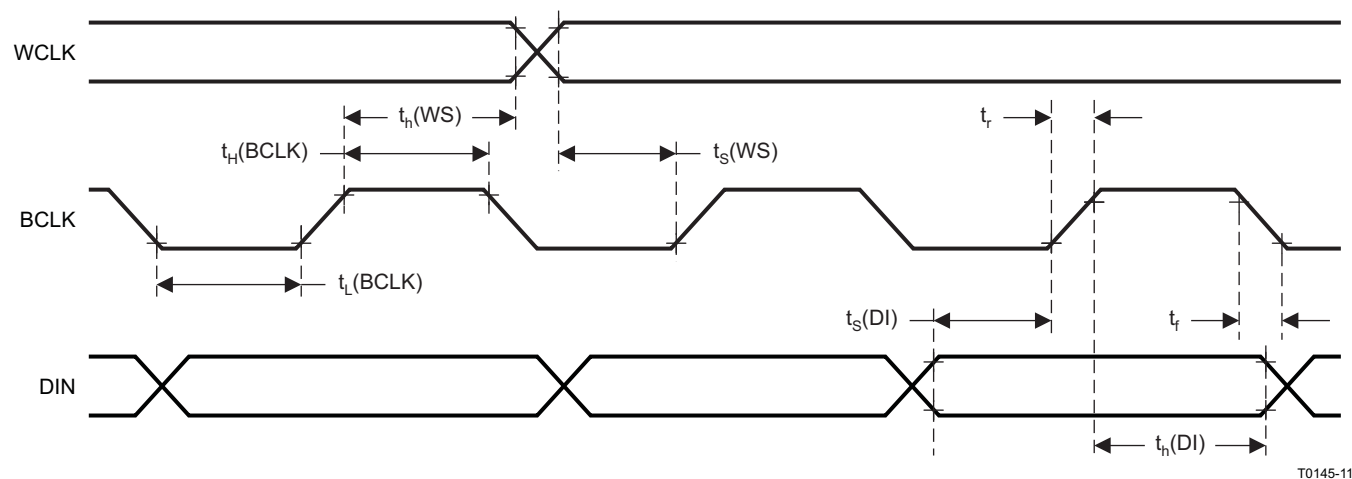 WCLK
t_h(WS)
t_r
t_H(BCLK)
t_S(WS)
BCLK
t_L(BCLK)
t_S(DI)
t_f
DIN
t_h(DI)
T0145-11